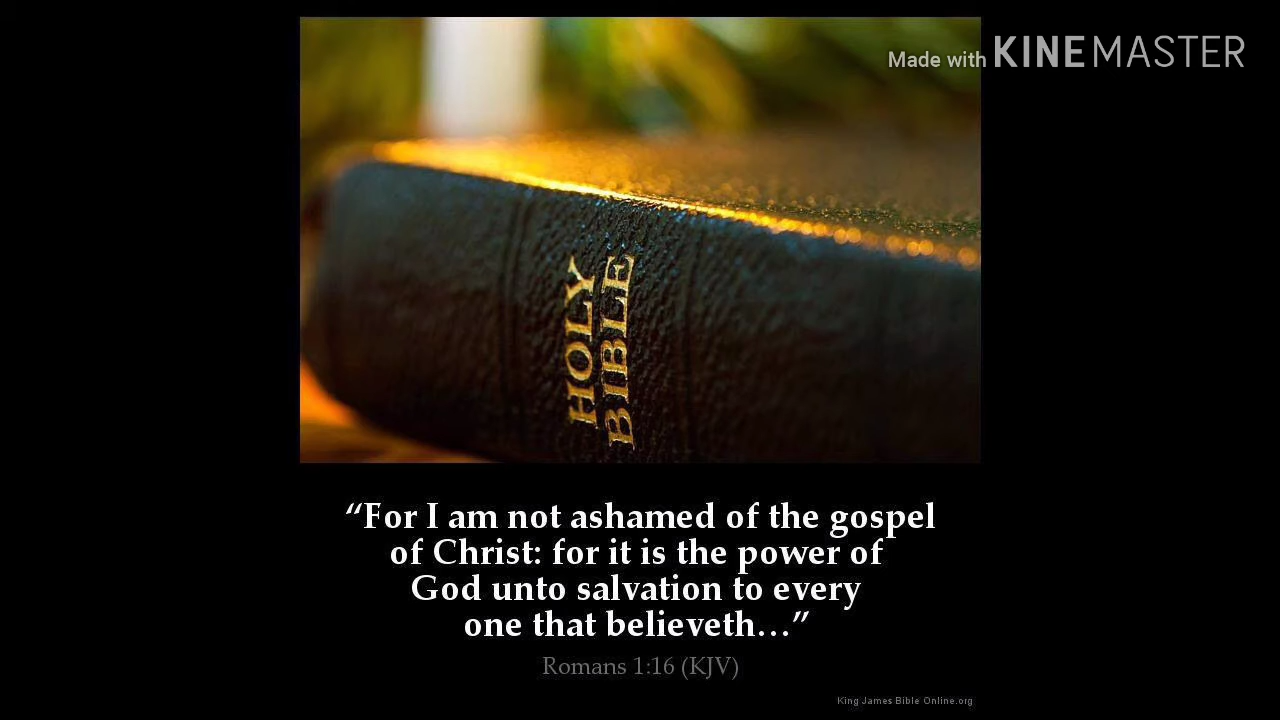 Made with KINEMASTER
HOLY
BIBLE
“For I am not ashamed of the gospel
of Christ: for it is the power of
God unto salvation to every
one that believeth…”
Romans 1:16 (KJV)
King James Bible Online.org